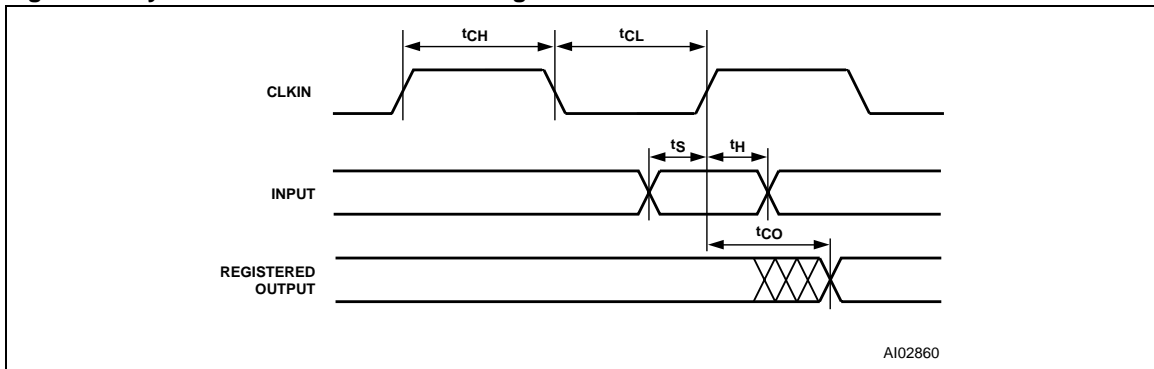 tCH
tCL
CLKIN
tS
tH
INPUT
tCO
REGISTERED
OUTPUT
AI02860